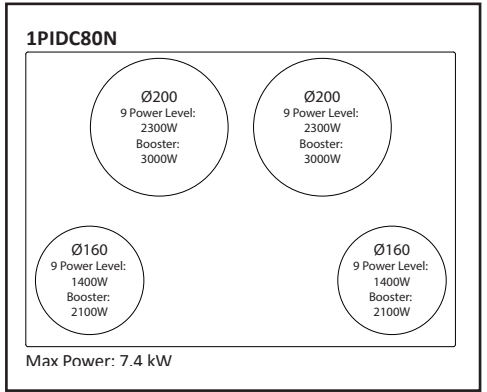 1PIDC80N
Ø200
9 Power Level:
2300W
Booster:
3000W
Ø200
9 Power Level:
2300W
Booster:
3000W
Ø160
9 Power Level:
1400W
Booster:
2100W
Ø160
9 Power Level:
1400W
Booster:
2100W
Max Power: 7.4 kW